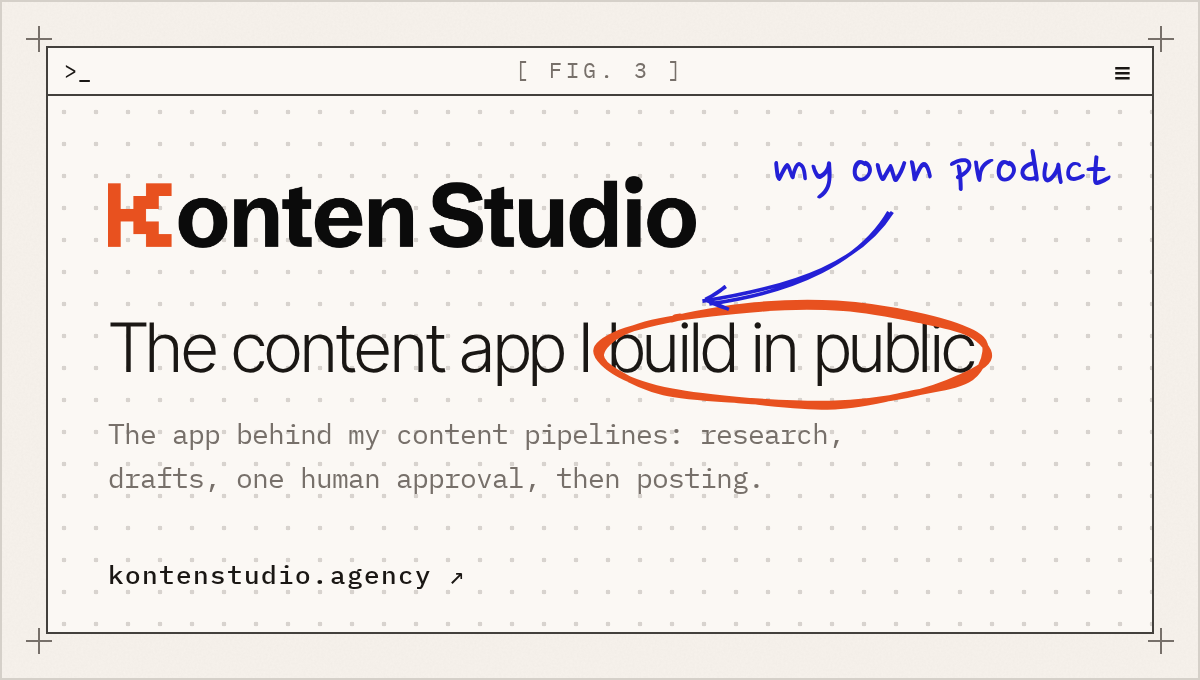 >_
[ FIG. 3 ]
≡
my own product
Konten Studio
The content app I build in public
The app behind my content pipelines: research,
drafts, one human approval, then posting.
kontenstudio.agency ↗